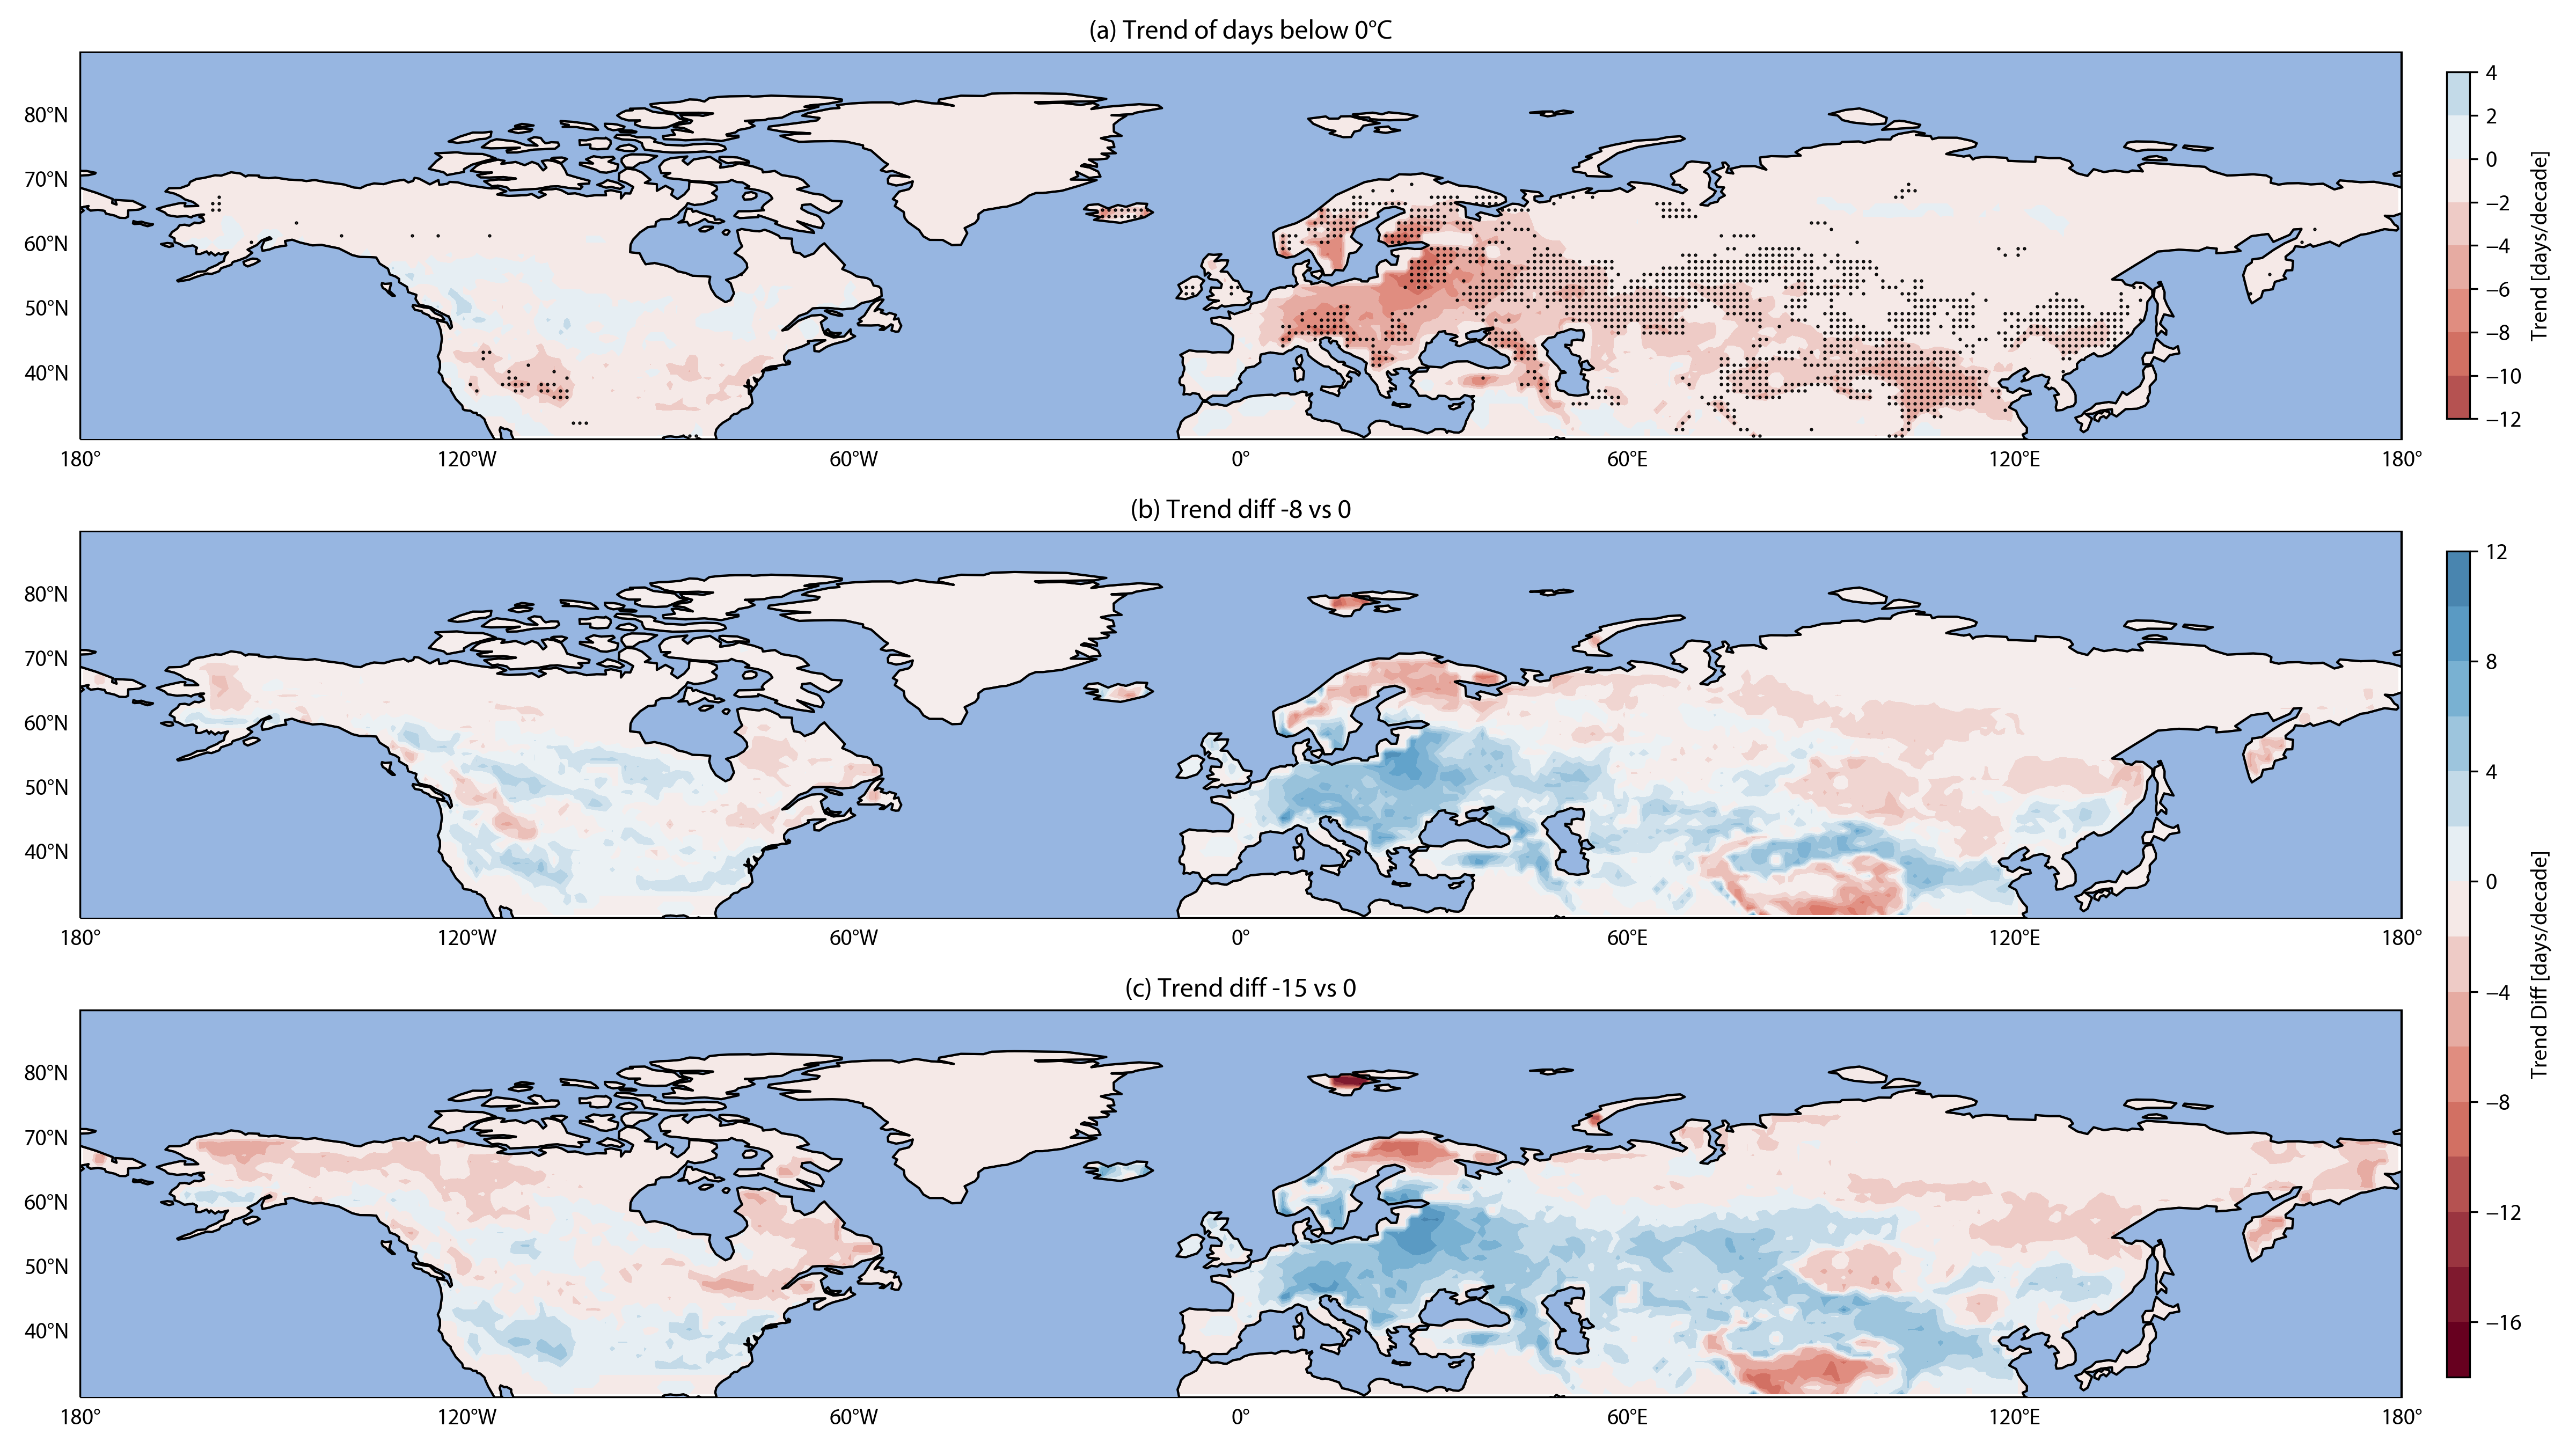 (a) Trend of days below 0°C
80°N
70°N
60°N
50°N
40°N
180° 120°W 60°W 0° 60°E 120°E 180°
4
2
0
−2
−4
−6
−8
−10
−12
Trend [days/decade]
(b) Trend diff -8 vs 0
80°N
70°N
60°N
50°N
40°N
180° 120°W 60°W 0° 60°E 120°E 180°
(c) Trend diff -15 vs 0
80°N
70°N
60°N
50°N
40°N
180° 120°W 60°W 0° 60°E 120°E 180°
12
8
4
0
−4
−8
−12
−16
Trend Diff [days/decade]